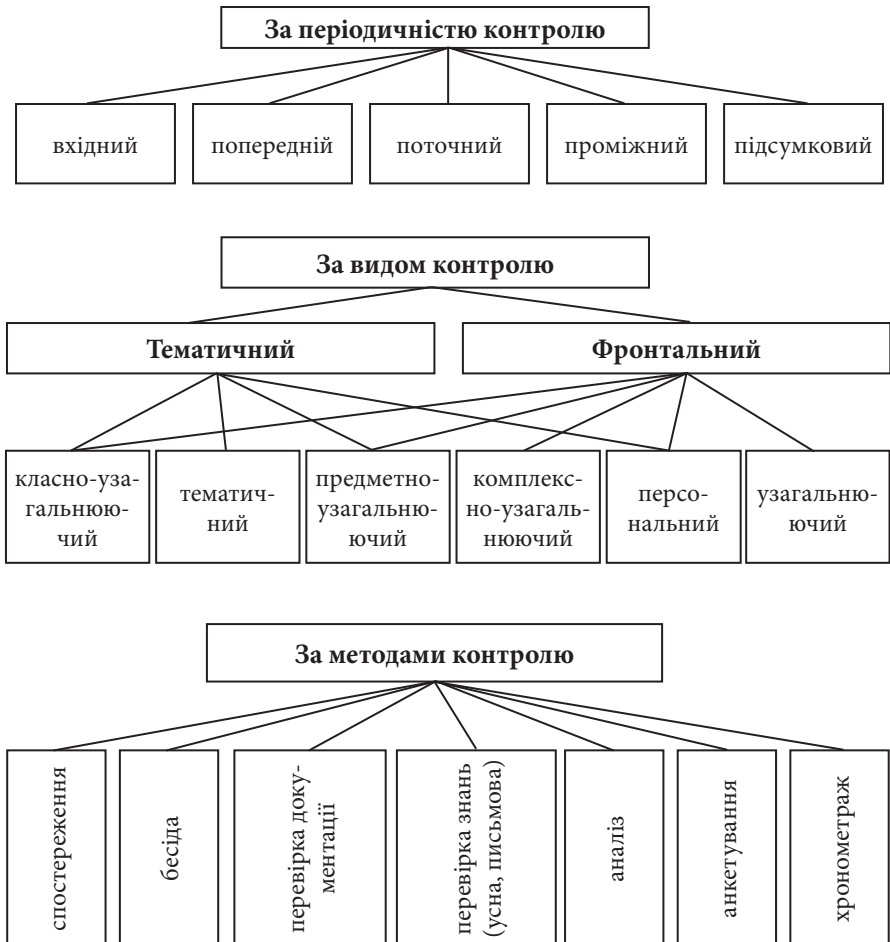 За періодичністю контролю
вхідний
попередній
поточний
проміжний
підсумковий
За видом контролю
Тематичний
Фронтальний
класно-уза-
гальнюю-
чий
тематич-
ний
предметно-
узагальню-
ючий
комплекс-
но-узагаль-
нюючий
персо-
нальний
узагальню-
ючий
За методами контролю
спостереження
бесіда
перевірка доку-
ментації
перевірка знань
(усна, письмова)
аналіз
анкетування
хронометраж